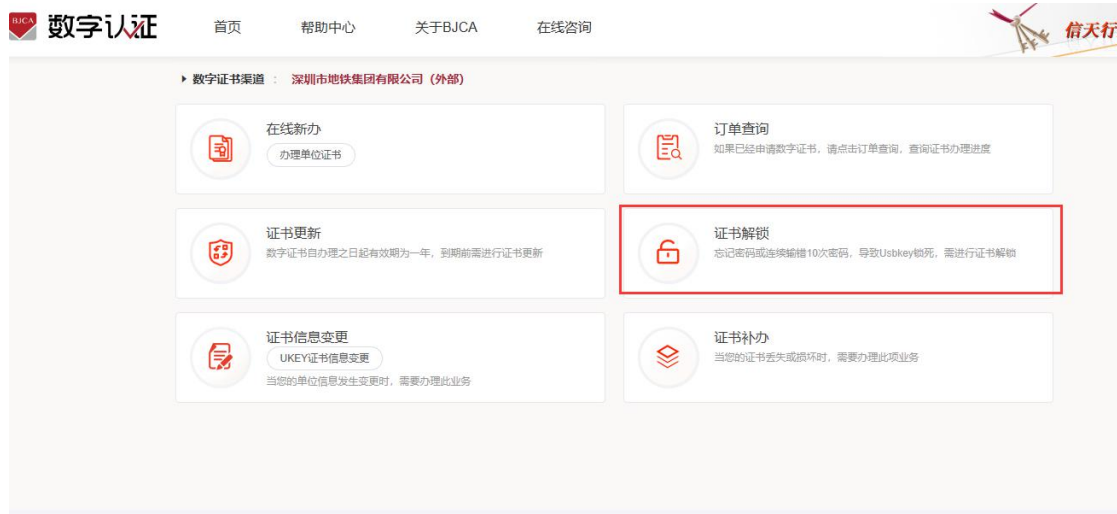 BJCA 数字认证 首页 帮助中心 关于BJCA 在线咨询 信天行
数字证书渠道 : 深圳市地铁集团有限公司（外部）
在线新办
办理单位证书
订单查询
如果已经申请数字证书，请点击订单查询，查询证书办理进度
证书更新
数字证书自办理之日起有效期为一年，到期前需进行证书更新
证书解锁
忘记密码或连续输错10次密码，导致Usbkey锁死，需进行证书解锁
证书信息变更
UKEY证书信息变更
当您的单位信息发生变更时，需要办理此业务
证书补办
当您的证书丢失或损坏时，需要办理此项业务